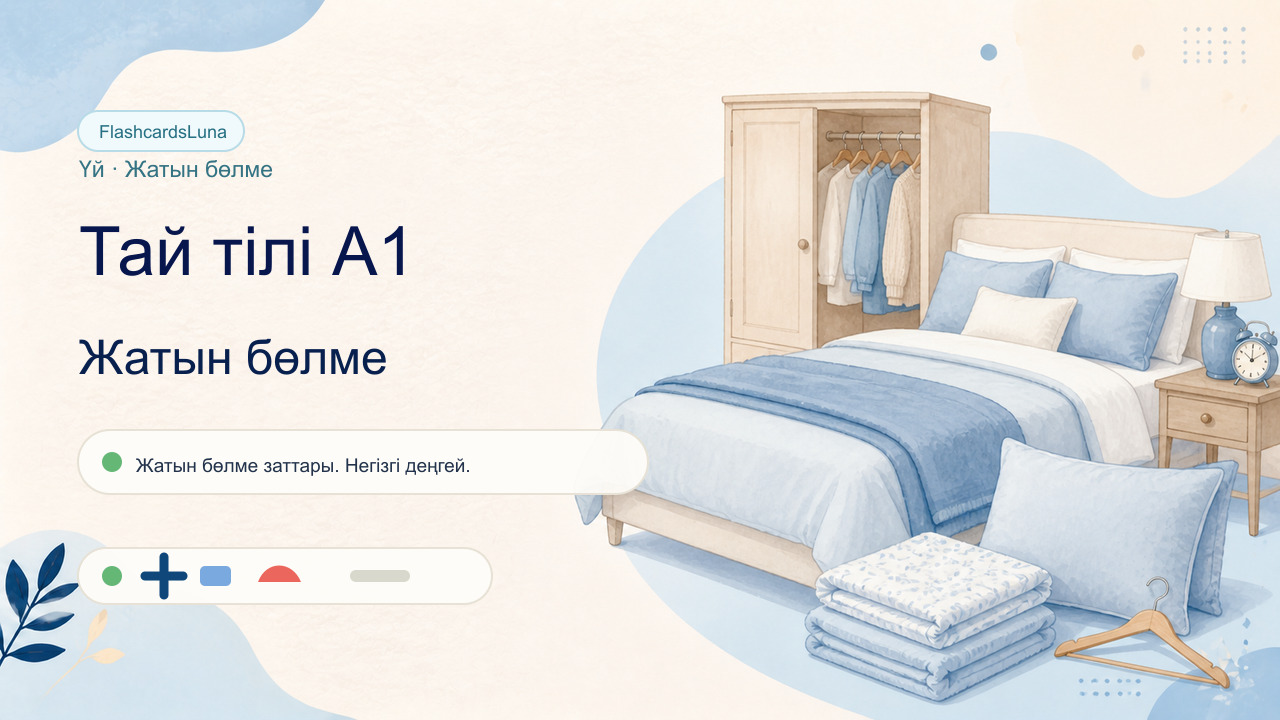 FlashcardsLuna
Үй · Жатын бөлме
Тай тілі A1
Жатын бөлме
Жатын бөлме заттары. Негізгі деңгей.